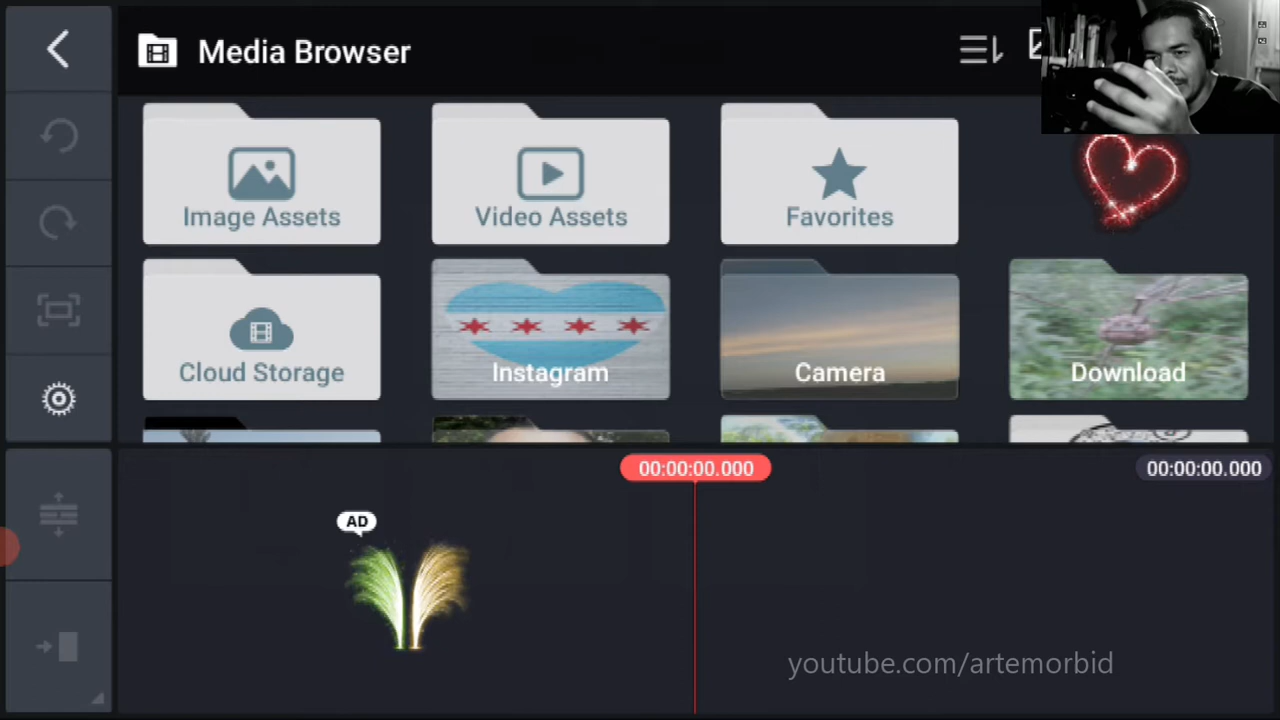 Media Browser
Image Assets
Video Assets
Favorites
Cloud Storage
Instagram
Camera
Download
00:00:00.000
00:00:00.000
AD
youtube.com/artemorbid